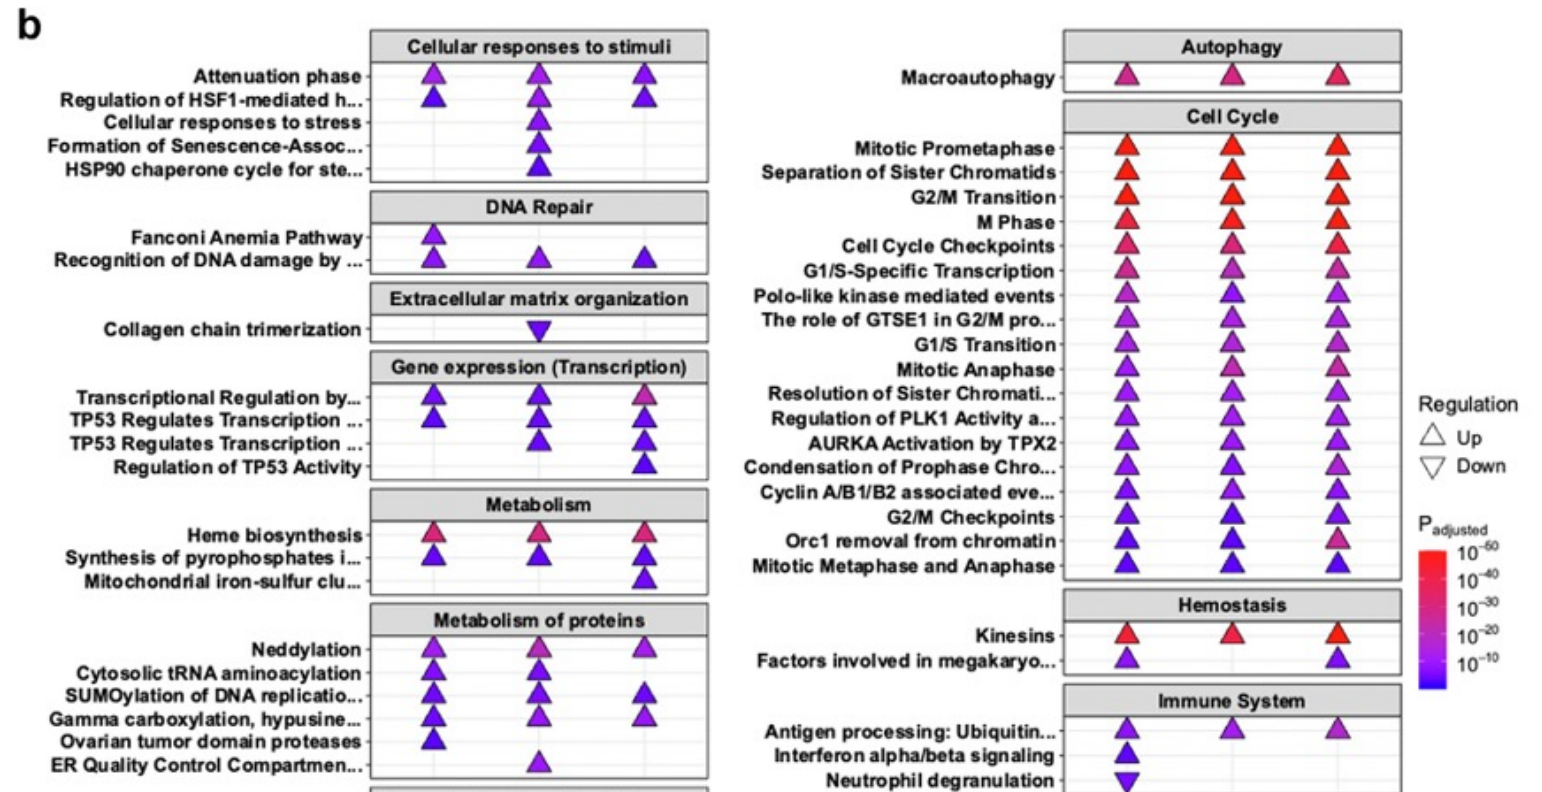 b
Cellular responses to stimuli
Attenuation phase
Regulation of HSF1-mediated h...
Cellular responses to stress
Formation of Senescence-Assoc...
HSP90 chaperone cycle for ste...
DNA Repair
Fanconi Anemia Pathway
Recognition of DNA damage by ...
Extracellular matrix organization
Collagen chain trimerization
Gene expression (Transcription)
Transcriptional Regulation by...
TP53 Regulates Transcription ...
TP53 Regulates Transcription ...
Regulation of TP53 Activity
Metabolism
Heme biosynthesis
Synthesis of pyrophosphates i...
Mitochondrial iron-sulfur clu...
Metabolism of proteins
Neddylation
Cytosolic tRNA aminoacylation
SUMOylation of DNA replicatio...
Gamma carboxylation, hypusine...
Ovarian tumor domain proteases
ER Quality Control Compartmen...
Autophagy
Macroautophagy
Cell Cycle
Mitotic Prometaphase
Separation of Sister Chromatids
G2/M Transition
M Phase
Cell Cycle Checkpoints
G1/S-Specific Transcription
Polo-like kinase mediated events
The role of GTSE1 in G2/M pro...
G1/S Transition
Mitotic Anaphase
Resolution of Sister Chromati...
Regulation of PLK1 Activity a...
AURKA Activation by TPX2
Condensation of Prophase Chro...
Cyclin A/B1/B2 associated eve...
G2/M Checkpoints
Orc1 removal from chromatin
Mitotic Metaphase and Anaphase
Hemostasis
Kinesins
Factors involved in megakaryo...
Immune System
Antigen processing: Ubiquitin...
Interferon alpha/beta signaling
Neutrophil degranulation
Regulation
Up
Down
Padjusted
10⁻⁵⁰
10⁻⁴⁰
10⁻³⁰
10⁻²⁰
10⁻¹⁰